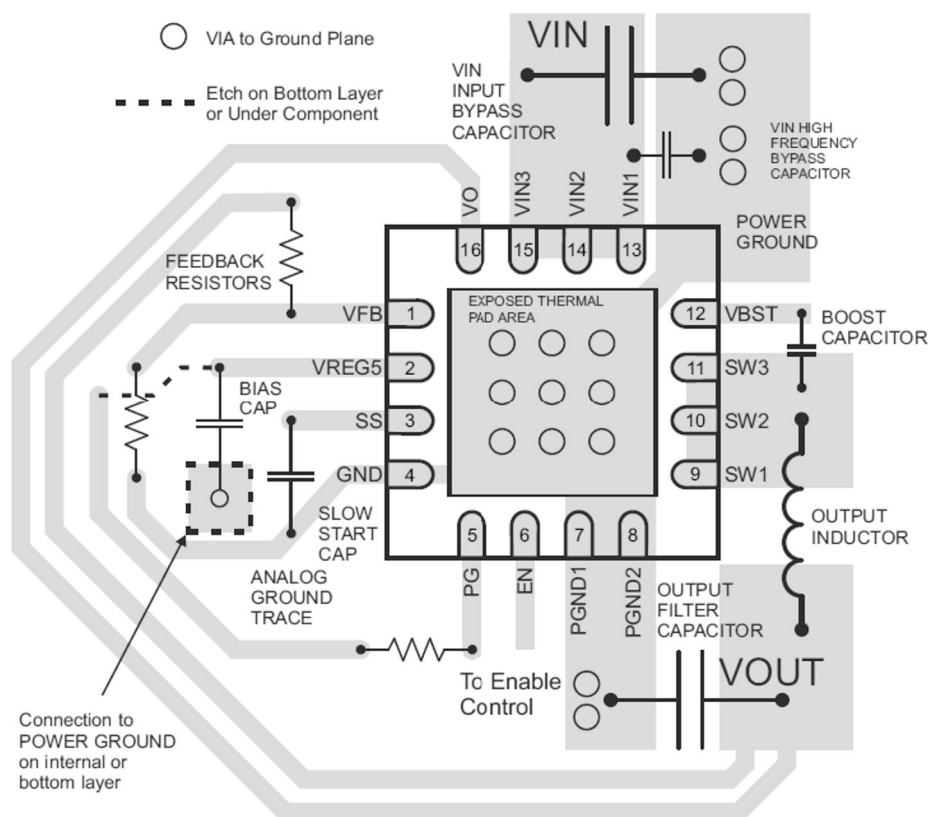 VIA to Ground Plane
Etch on Bottom Layer
or Under Component
VIN
VIN
INPUT
BYPASS
CAPACITOR
VIN HIGH
FREQUENCY
BYPASS
CAPACITOR
POWER
GROUND
VO
VIN3
VIN2
VIN1
16
15
14
13
FEEDBACK
RESISTORS
VFB
1
EXPOSED THERMAL
PAD AREA
12
VBST
BOOST
CAPACITOR
VREG5
2
11
SW3
BIAS
CAP
SS
3
10
SW2
GND
4
9
SW1
SLOW
START
CAP
OUTPUT
INDUCTOR
5
6
7
8
PG
EN
PGND1
PGND2
ANALOG
GROUND
TRACE
OUTPUT
FILTER
CAPACITOR
To Enable
Control
VOUT
Connection to
POWER GROUND
on internal or
bottom layer